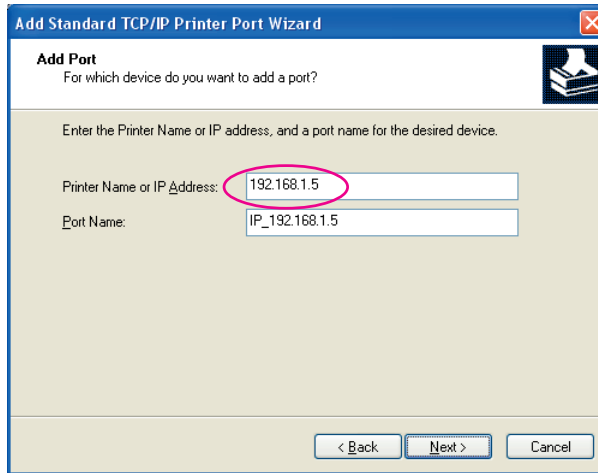 Add Standard TCP/IP Printer Port Wizard
Add Port
For which device do you want to add a port?
Enter the Printer Name or IP address, and a port name for the desired device.
Printer Name or IP Address: 192.168.1.5
Port Name: IP_192.168.1.5
< Back Next > Cancel